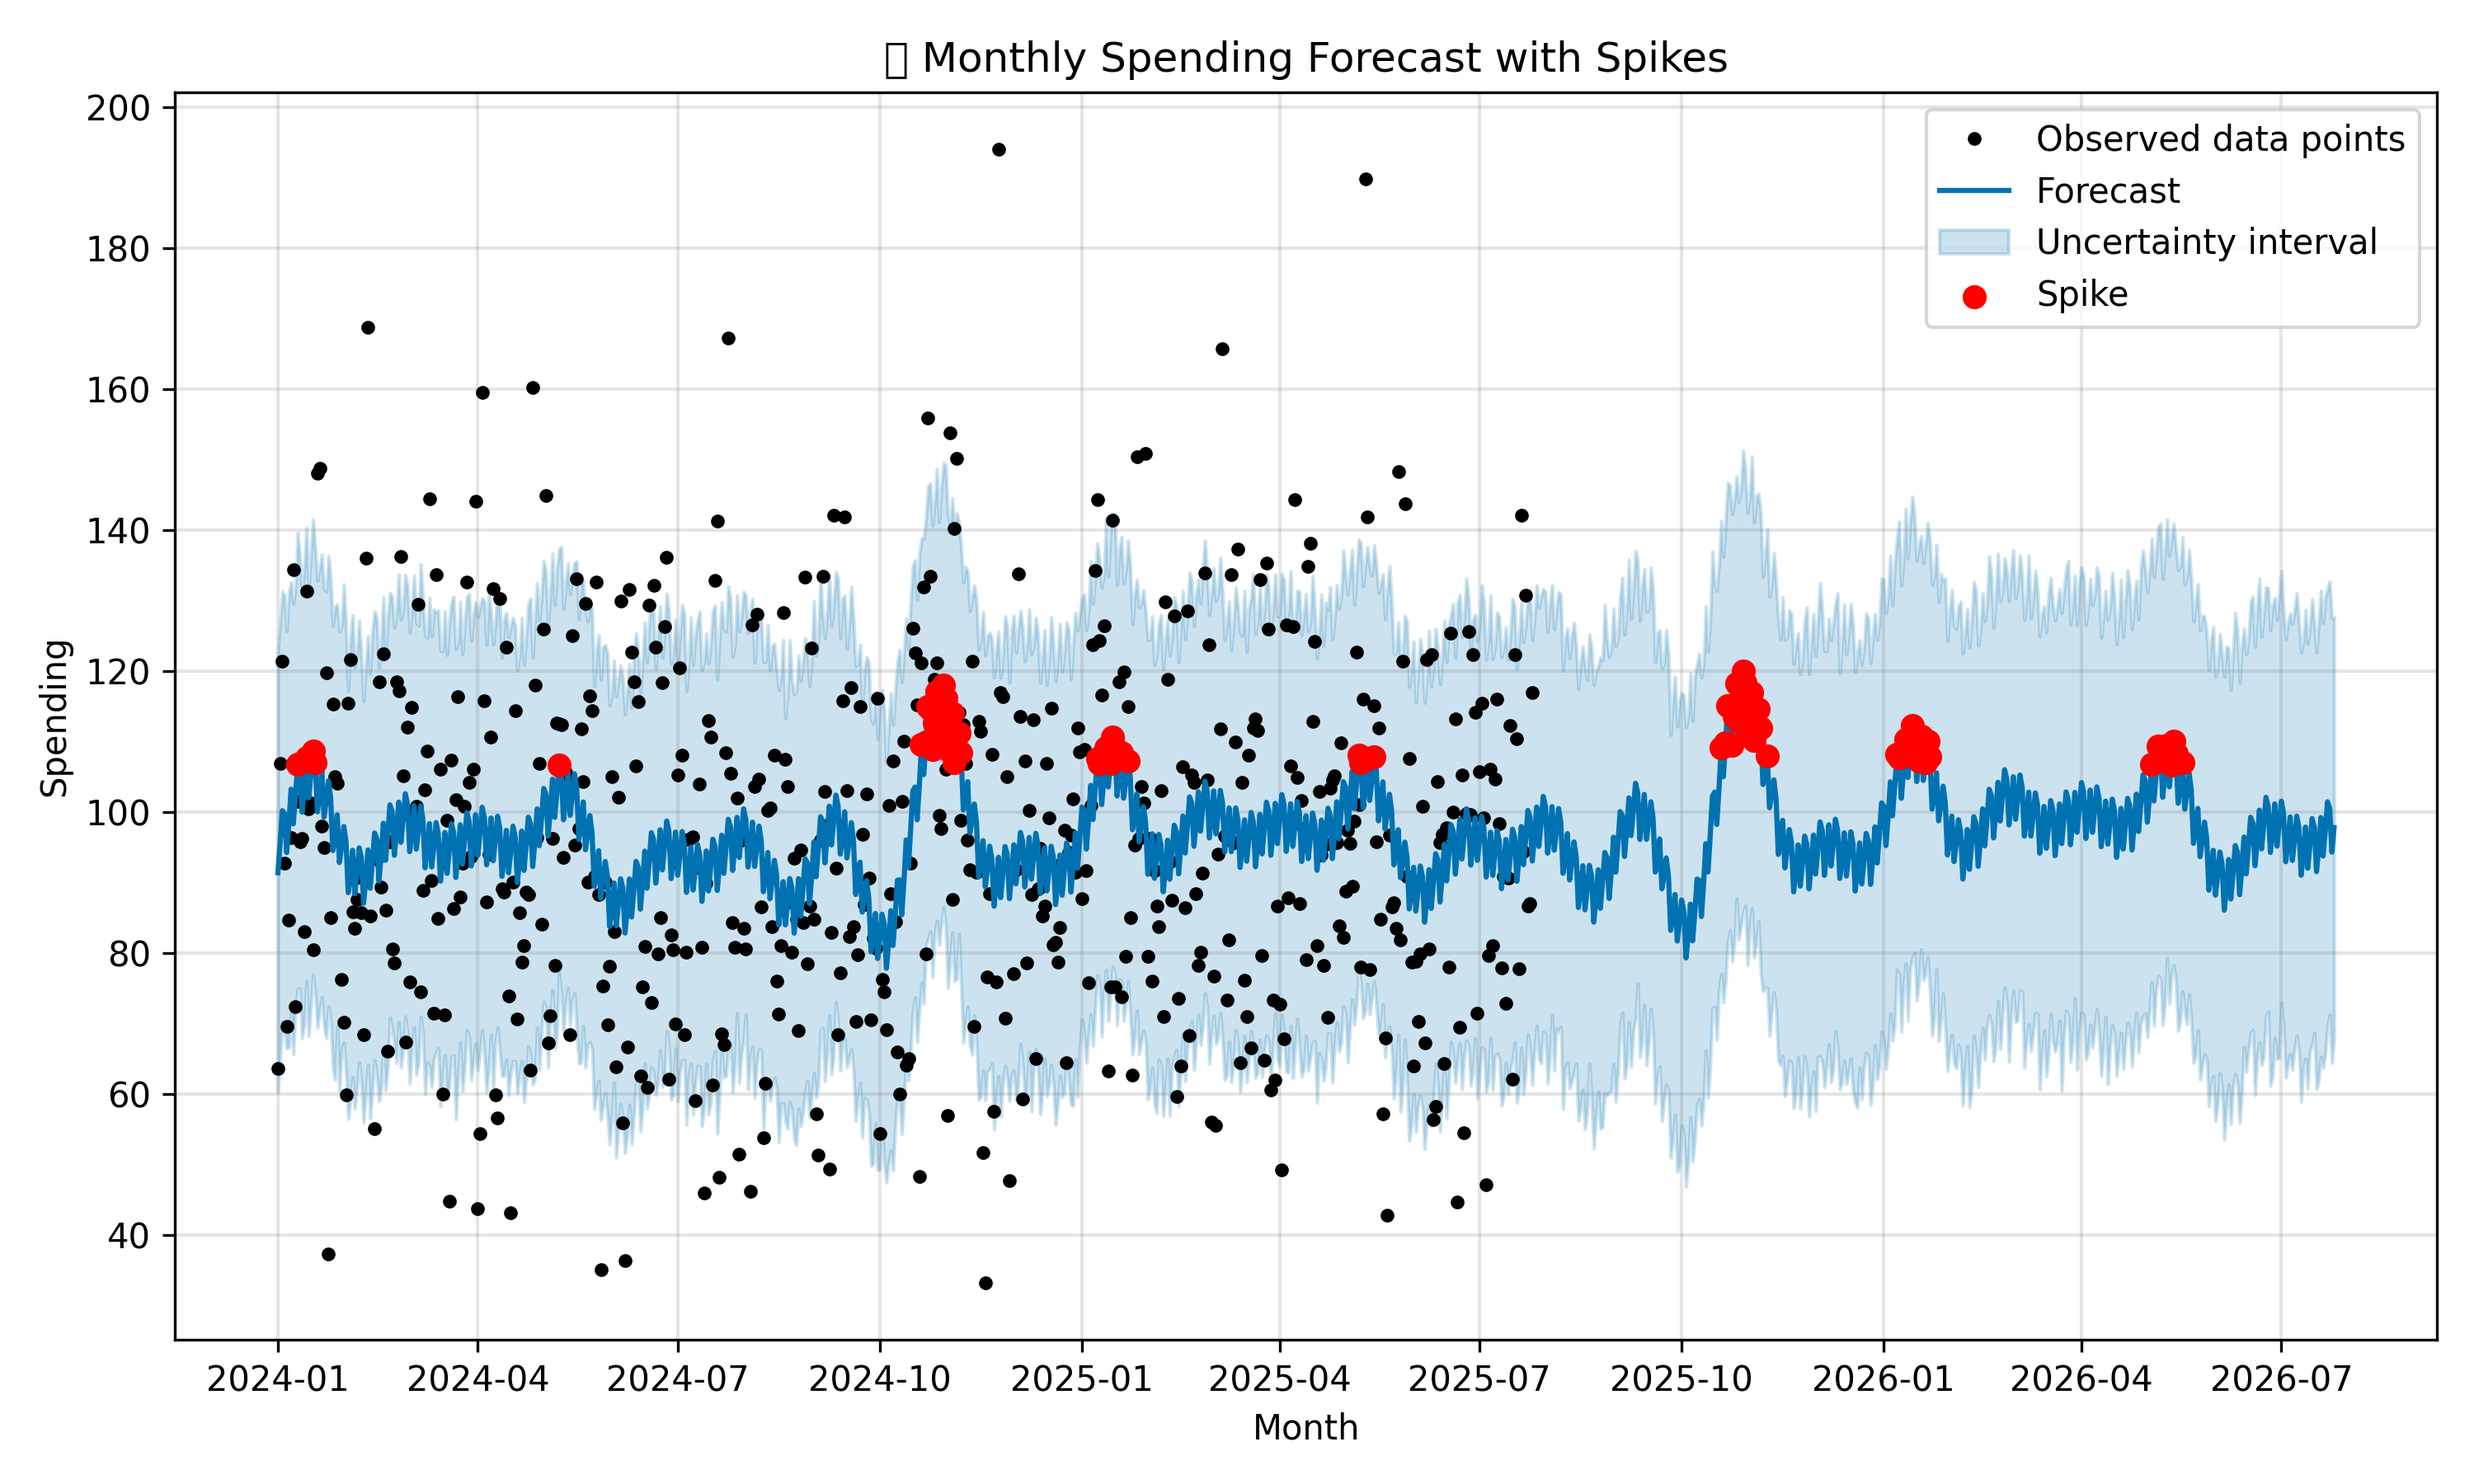 ▯ Monthly Spending Forecast with Spikes
Observed data points
Forecast
Uncertainty interval
Spike
200
180
160
140
120
100
80
60
40
Spending
2024-01 2024-04 2024-07 2024-10 2025-01 2025-04 2025-07 2025-10 2026-01 2026-04 2026-07
Month